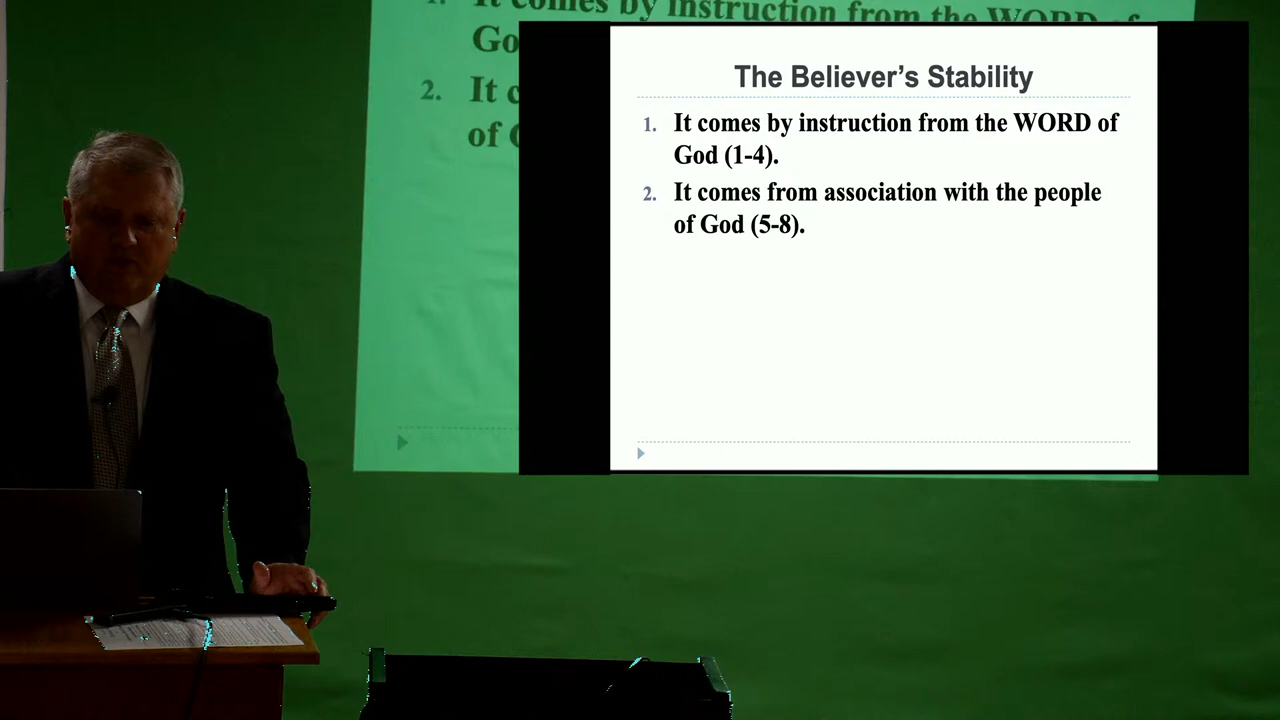 1. It comes by instruction from the WORD of
Go
2. It c
of G
The Believer’s Stability
1. It comes by instruction from the WORD of
God (1-4).
2. It comes from association with the people
of God (5-8).